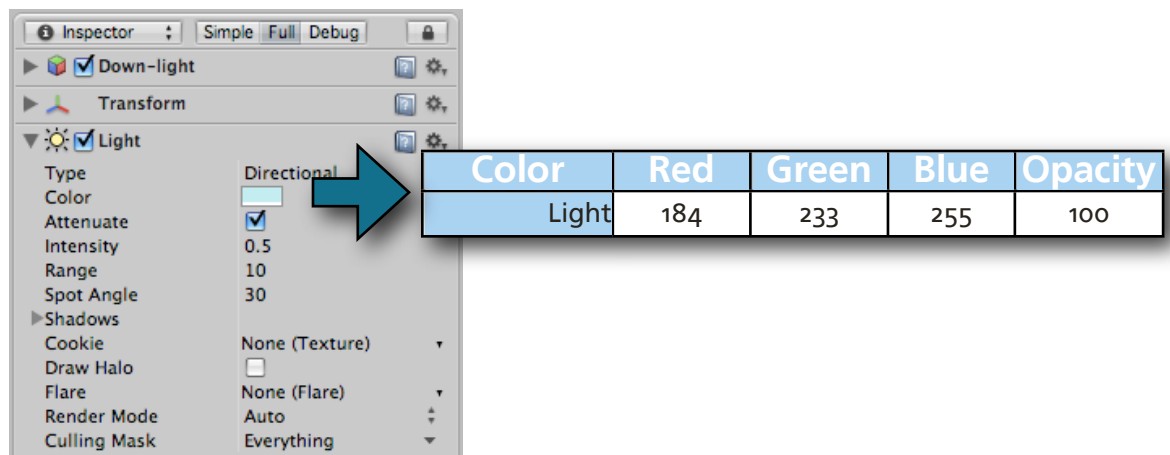 Inspector Simple Full Debug
Down-light
Transform
Light
Type Directional
Color
Attenuate
Intensity 0.5
Range 10
Spot Angle 30
Shadows
Cookie None (Texture)
Draw Halo
Flare None (Flare)
Render Mode Auto
Culling Mask Everything
Color Red Green Blue Opacity
Light 184 233 255 100